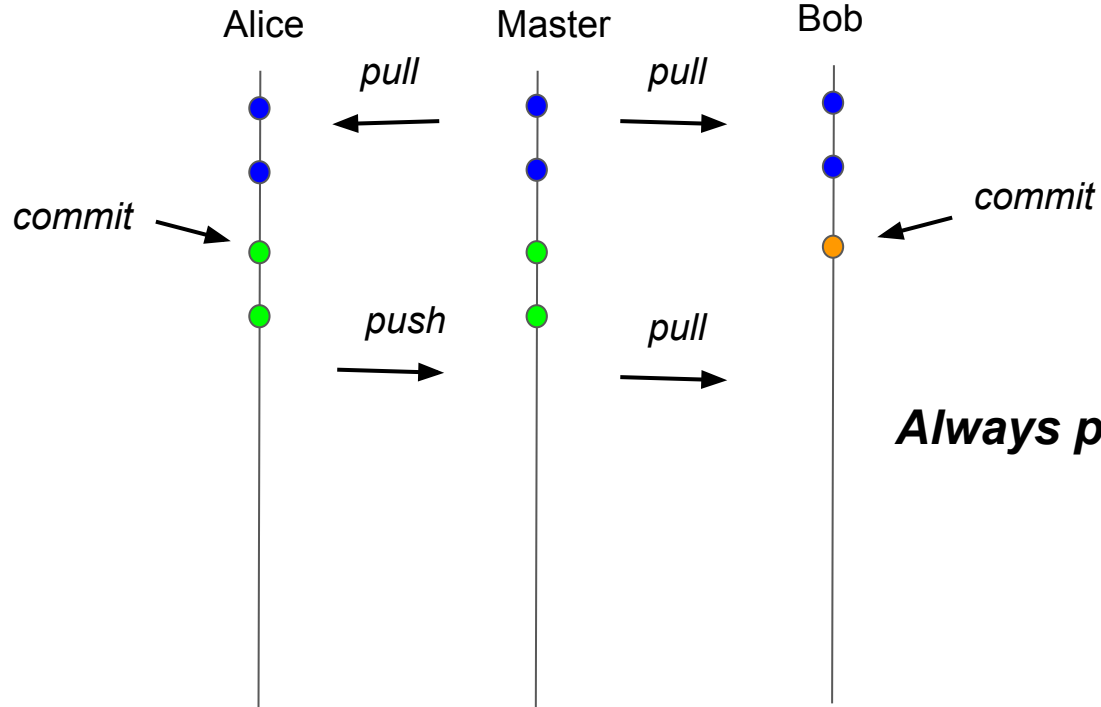 Alice
Master
Bob
pull
pull
commit
commit
push
pull
Always p